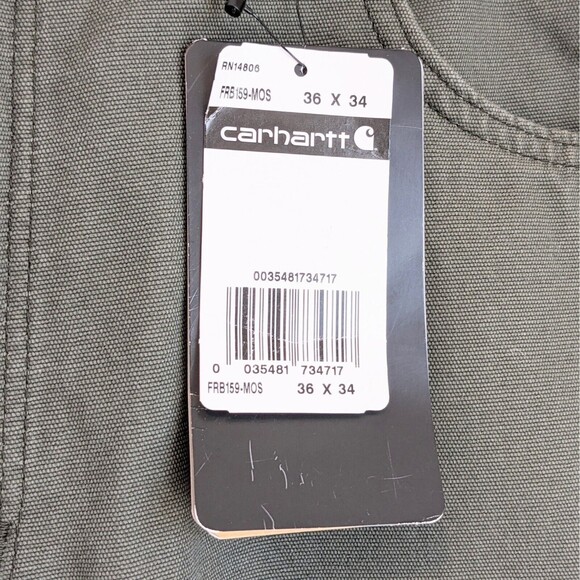 RN14806
FRB159-MOS 36 X 34
carhartt
0035481734717
0 035481 734717
FRB159-MOS 36 X 34